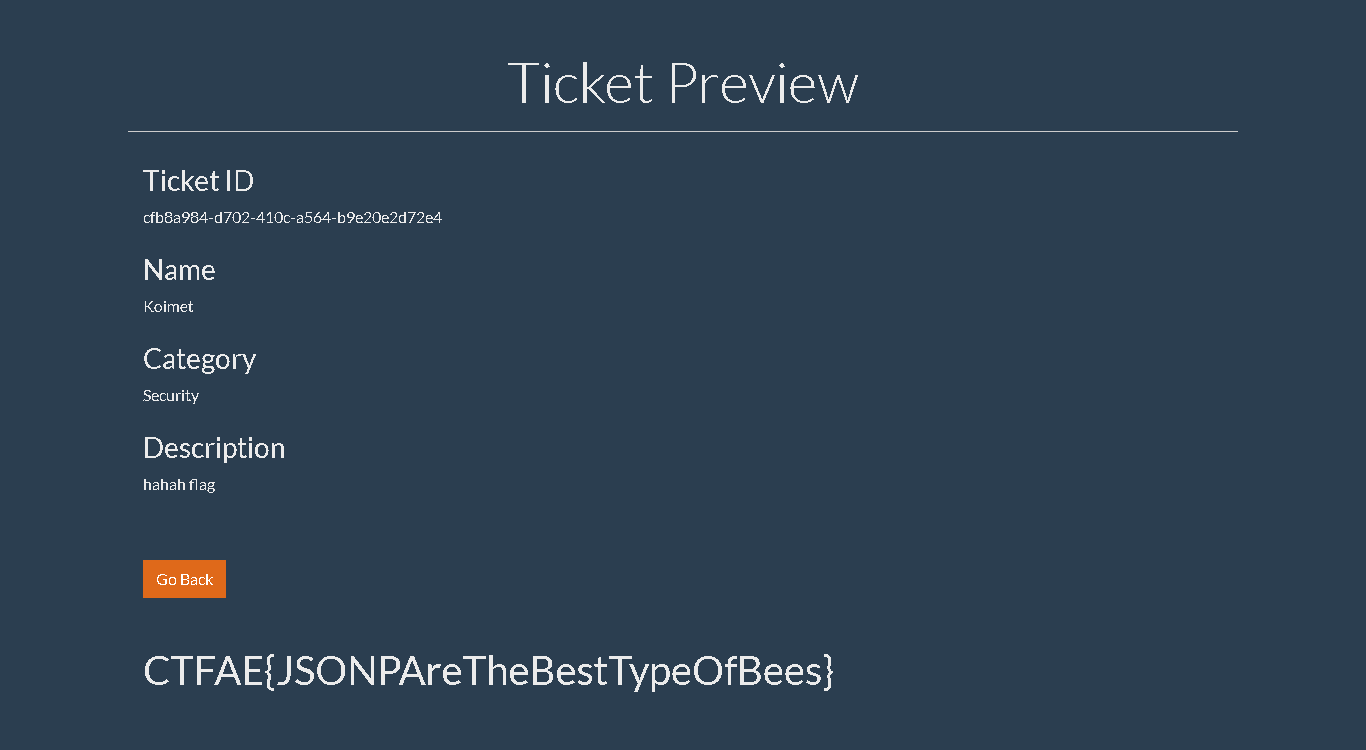 Ticket Preview
Ticket ID
cfb8a984-d702-410c-a564-b9e20e2d72e4
Name
Koimet
Category
Security
Description
hahah flag
Go Back
CTFAE{JSONPAreTheBestTypeOfBees}